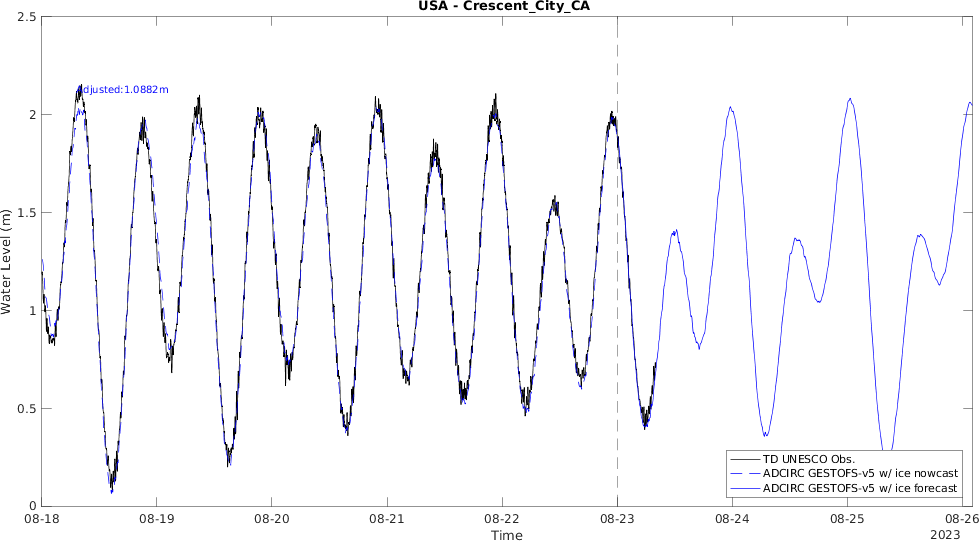 USA - Crescent_City_CA
2.5
2
1.5
1
0.5
0
Water Level (m)
Adjusted:1.0882m
TD UNESCO Obs.
ADCIRC GESTOFS-v5 w/ ice nowcast
ADCIRC GESTOFS-v5 w/ ice forecast
08-18
08-19
08-20
08-21
08-22
08-23
08-24
08-25
08-26
Time
2023